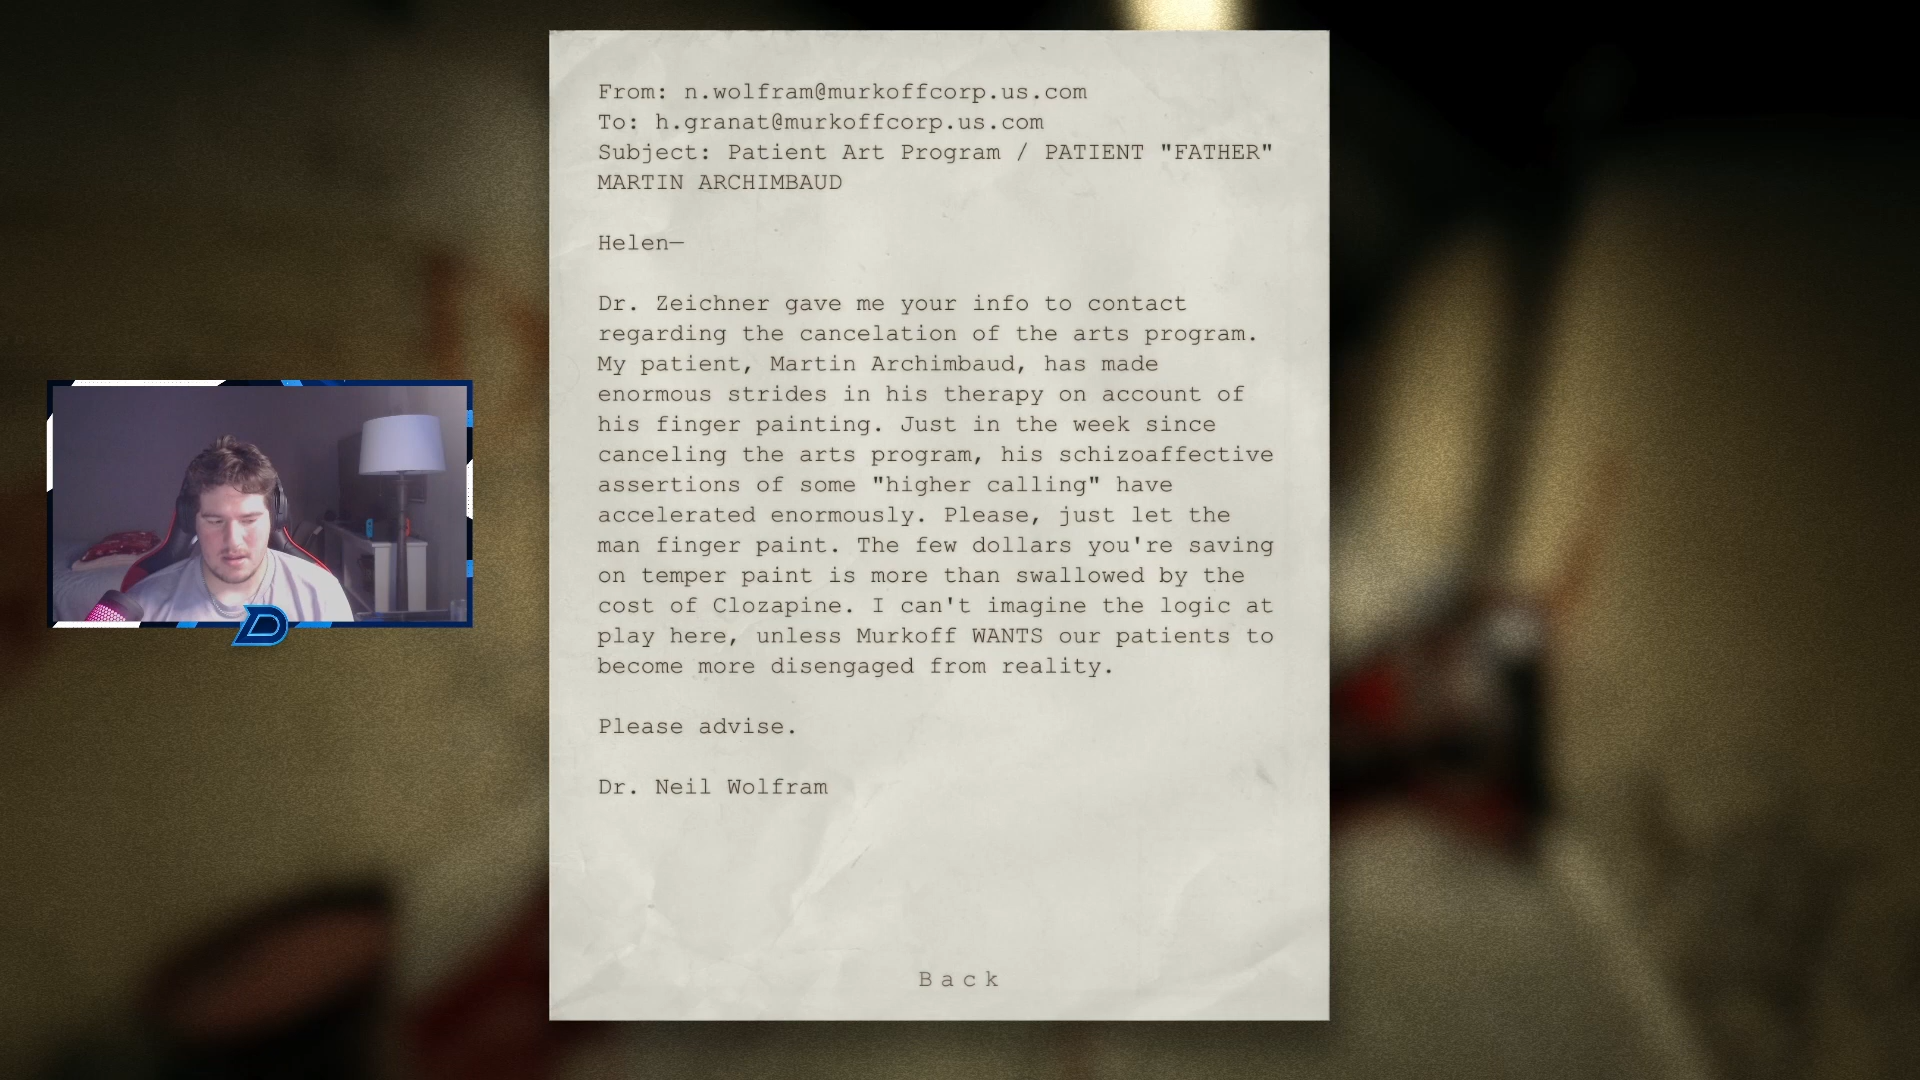 From: n.wolfram@murkoffcorp.us.com
To: h.granat@murkoffcorp.us.com
Subject: Patient Art Program / PATIENT "FATHER"
MARTIN ARCHIMBAUD
Helen—
Dr. Zeichner gave me your info to contact
regarding the cancelation of the arts program.
My patient, Martin Archimbaud, has made
enormous strides in his therapy on account of
his finger painting. Just in the week since
canceling the arts program, his schizoaffective
assertions of some "higher calling" have
accelerated enormously. Please, just let the
man finger paint. The few dollars you're saving
on temper paint is more than swallowed by the
cost of Clozapine. I can't imagine the logic at
play here, unless Murkoff WANTS our patients to
become more disengaged from reality.
Please advise.
Dr. Neil Wolfram
Back